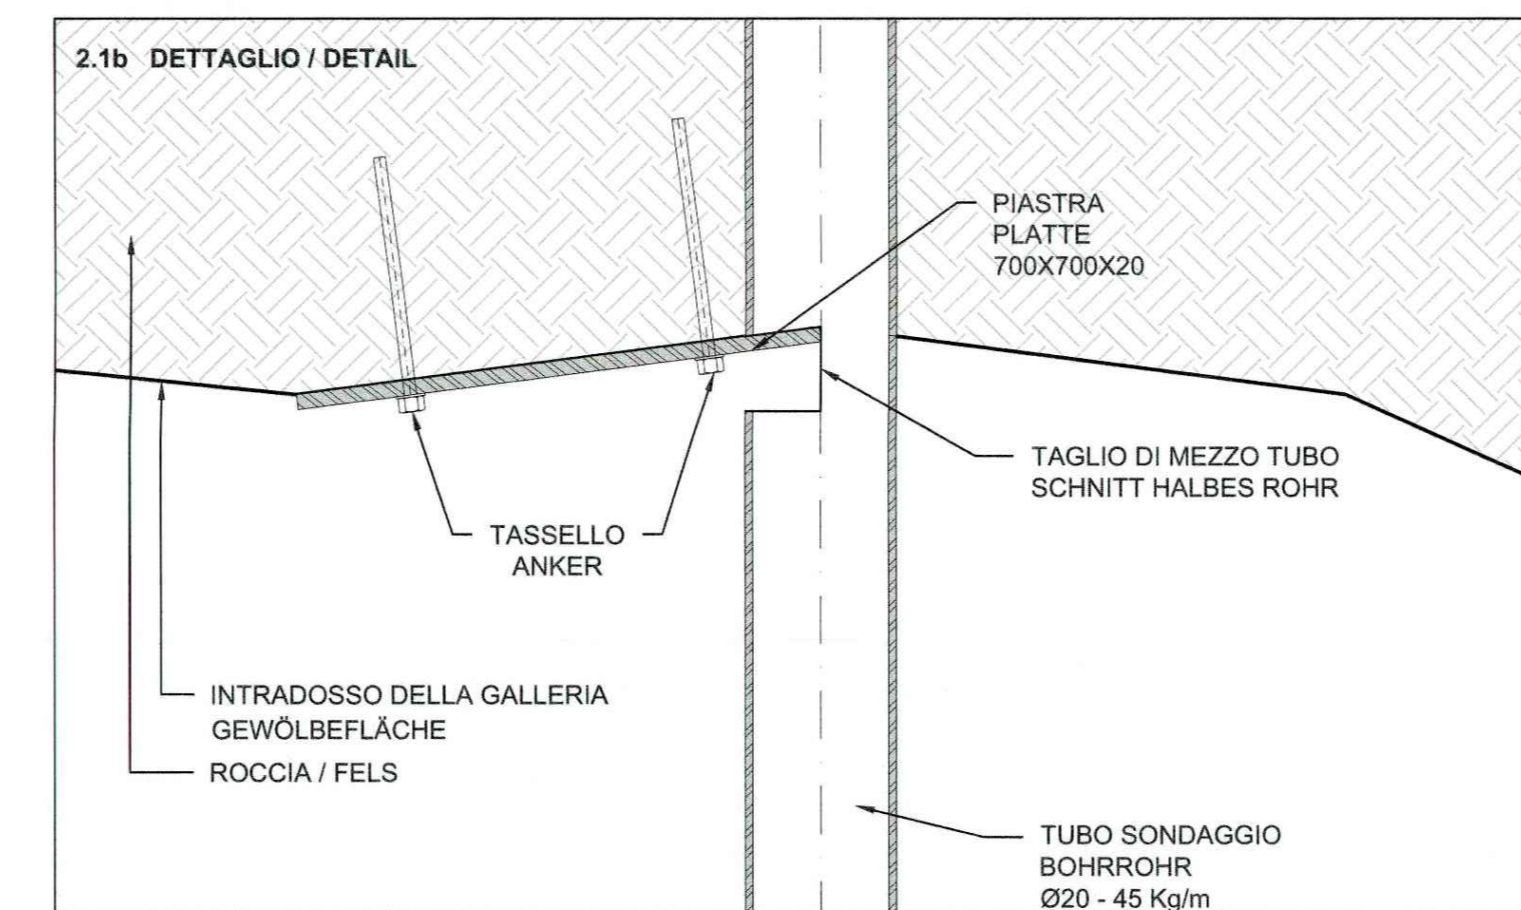 2.1b DETTAGLIO / DETAIL
PIASTRA
PLATTE
700X700X20
TAGLIO DI MEZZO TUBO
SCHNITT HALBES ROHR
TASSELLO
ANKER
INTRADOSSO DELLA GALLERIA
GEWÖLBEFLÄCHE
ROCCIA / FELS
TUBO SONDAGGIO
BOHRROHR
Ø20 - 45 Kg/m